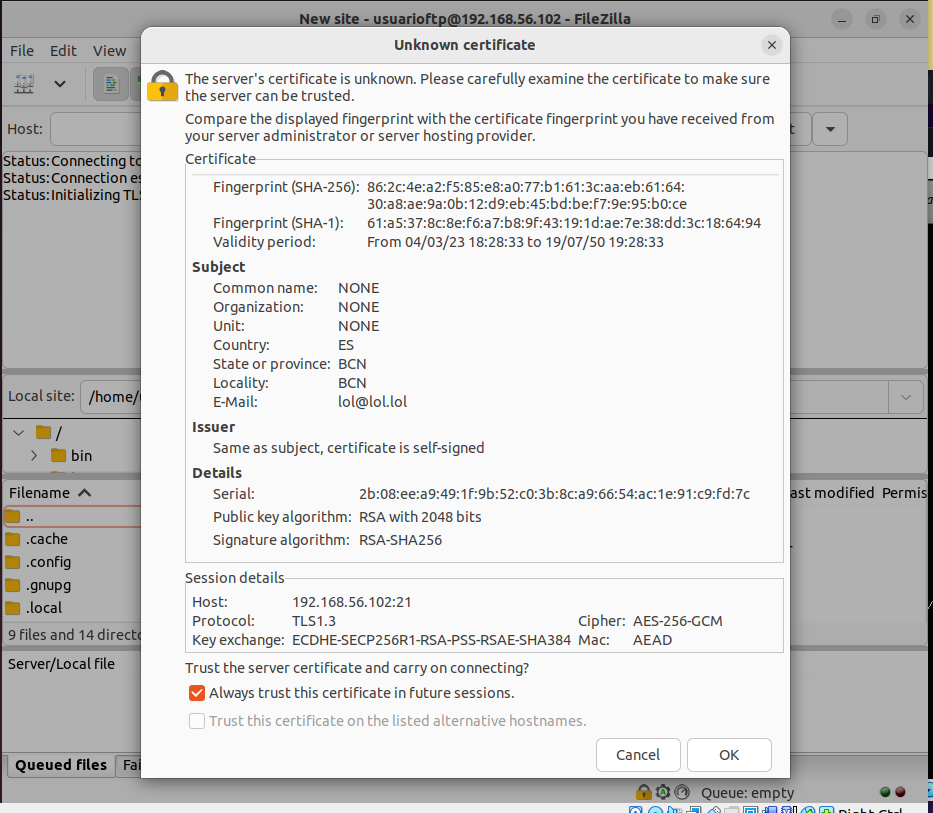 New site - usuarioftp@192.168.56.102 - FileZilla
File Edit View
Unknown certificate
The server's certificate is unknown. Please carefully examine the certificate to make sure
the server can be trusted.
Compare the displayed fingerprint with the certificate fingerprint you have received from
your server administrator or server hosting provider.
Host:
Status: Connecting to
Status: Connection es
Status: Initializing TLS
Certificate
Fingerprint (SHA-256): 86:2c:4e:a2:f5:85:e8:a0:77:b1:61:3c:aa:eb:61:64:
30:a8:ae:9a:0b:12:d9:eb:45:bd:be:f7:9e:95:b0:ce
Fingerprint (SHA-1): 61:a5:37:8c:8e:f6:a7:b8:9f:43:19:1d:ae:7e:38:dd:3c:18:64:94
Validity period: From 04/03/23 18:28:33 to 19/07/50 19:28:33
Subject
Common name: NONE
Organization: NONE
Unit: NONE
Country: ES
State or province: BCN
Locality: BCN
E-Mail: lol@lol.lol
Issuer
Same as subject, certificate is self-signed
Details
Serial: 2b:08:ee:a9:49:1f:9b:52:c0:3b:8c:a9:66:54:ac:1e:91:c9:fd:7c
Public key algorithm: RSA with 2048 bits
Signature algorithm: RSA-SHA256
Session details
Host: 192.168.56.102:21
Protocol: TLS1.3 Cipher: AES-256-GCM
Key exchange: ECDHE-SECP256R1-RSA-PSS-RSAE-SHA384 Mac: AEAD
Trust the server certificate and carry on connecting?
Always trust this certificate in future sessions.
Trust this certificate on the listed alternative hostnames.
Cancel OK
Local site: /home/
/
bin
Filename
ast modified Permis
..
.cache
.config
.gnupg
.local
9 files and 14 directo
Server/Local file
Queued files Fai
Queue: empty
Right Ctrl